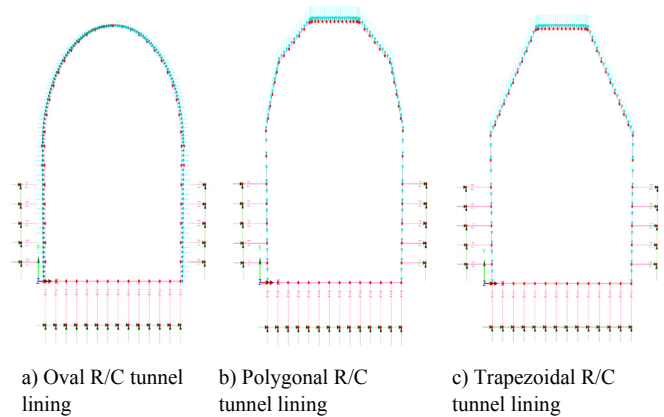 a) Oval R/C tunnel
lining
b) Polygonal R/C
tunnel lining
c) Trapezoidal R/C
tunnel lining